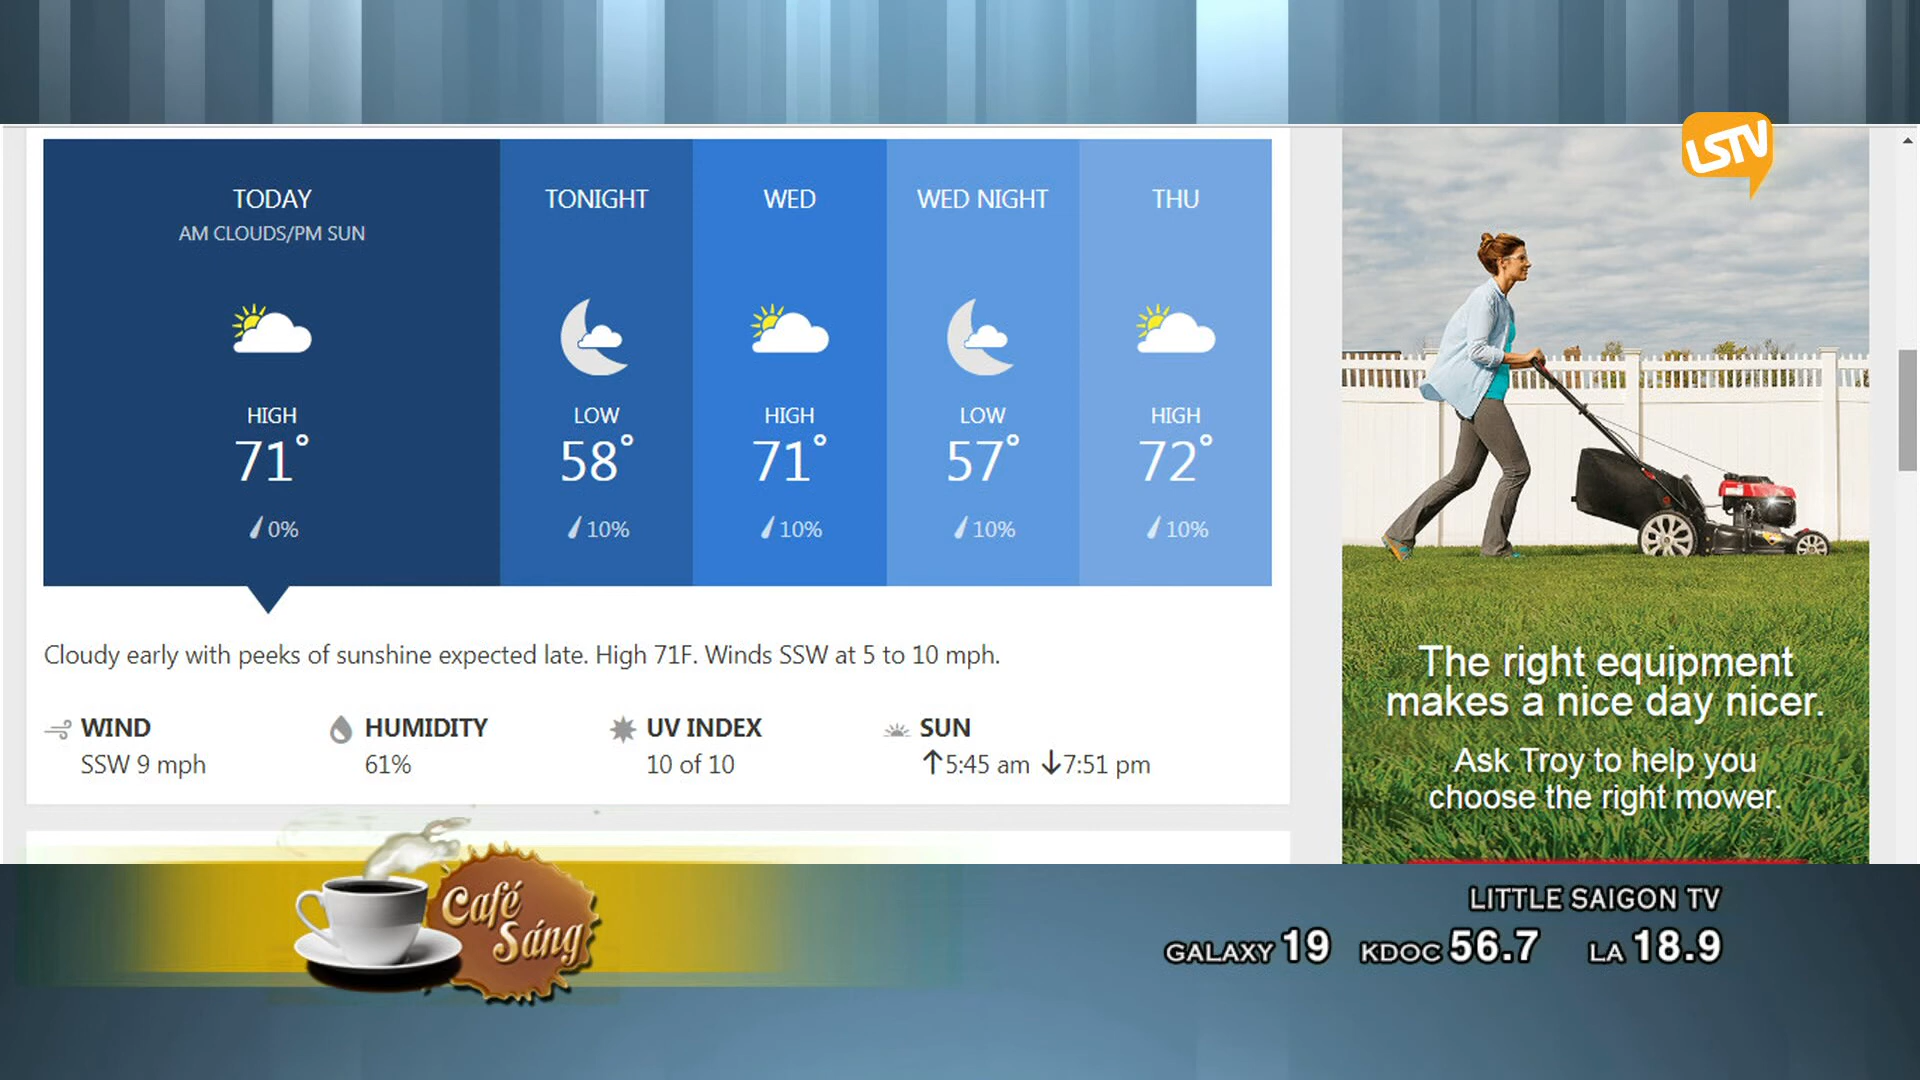 LSTV
TODAY
AM CLOUDS/PM SUN
HIGH
71°
0%
TONIGHT
LOW
58°
10%
WED
HIGH
71°
10%
WED NIGHT
LOW
57°
10%
THU
HIGH
72°
10%
Cloudy early with peeks of sunshine expected late. High 71F. Winds SSW at 5 to 10 mph.
WIND
SSW 9 mph
HUMIDITY
61%
UV INDEX
10 of 10
SUN
↑5:45 am ↓7:51 pm
The right equipment
makes a nice day nicer.
Ask Troy to help you
choose the right mower.
Café
Sáng
LITTLE SAIGON TV
GALAXY 19 KDOC 56.7 LA 18.9